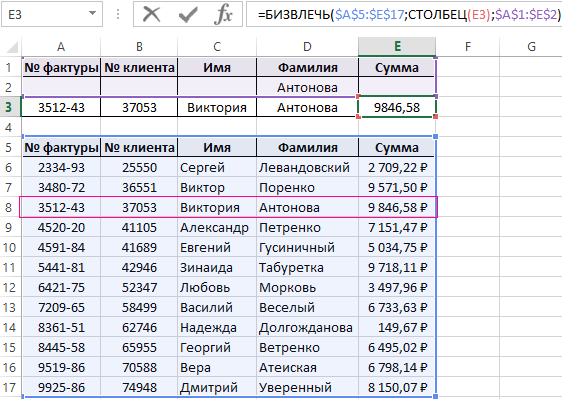 E3 =БИЗВЛЕЧЬ($A$5:$E$17;СТОЛБЕЦ(E3);$A$1:$E$2)
A B C D E F G
1 № фактуры № клиента Имя Фамилия Сумма
2 Антонова
3 3512-43 37053 Виктория Антонова 9846,58
4
5 № фактуры № клиента Имя Фамилия Сумма
6 2334-93 25550 Сергей Левандовский 2 709,22 ₽
7 3480-72 36551 Виктор Поренко 9 571,50 ₽
8 3512-43 37053 Виктория Антонова 9 846,58 ₽
9 4520-20 41105 Александр Петренко 7 151,47 ₽
10 4591-84 41689 Евгений Гусиничный 5 034,75 ₽
11 5441-81 42946 Зинаида Табуретка 9 718,11 ₽
12 6421-75 52347 Любовь Морковь 3 497,96 ₽
13 7209-65 58499 Василий Веселый 6 733,63 ₽
14 8361-51 62746 Надежда Долгожданова 149,67 ₽
15 8445-58 65955 Георгий Ветренко 6 495,02 ₽
16 9519-86 70588 Вера Атеиская 6 798,14 ₽
17 9925-86 74948 Дмитрий Уверенный 8 150,07 ₽